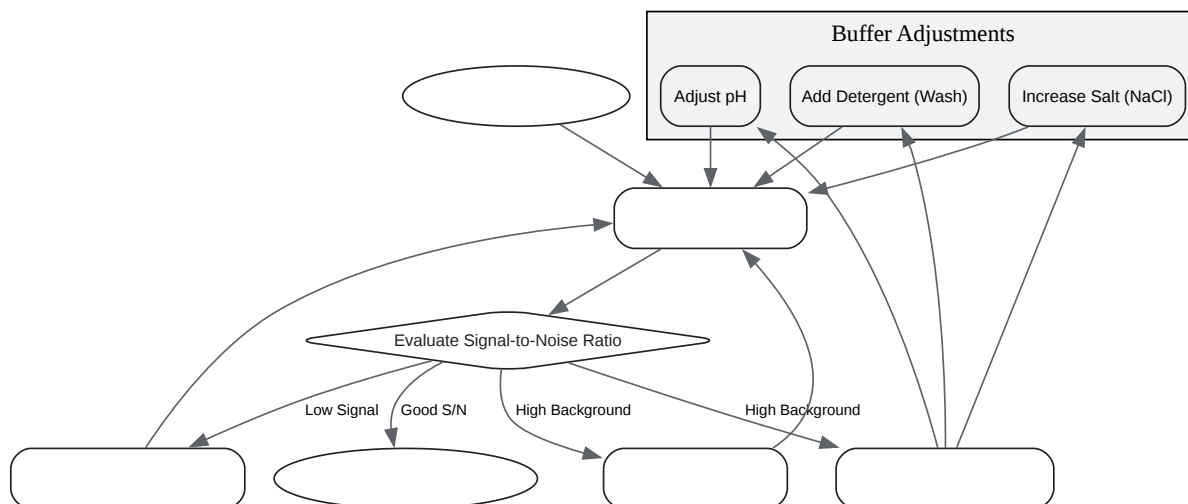 Buffer Adjustments
Adjust pH
Add Detergent (Wash)
Increase Salt (NaCl)
Evaluate Signal-to-Noise Ratio
Low Signal
Good S/N
High Background
High Background